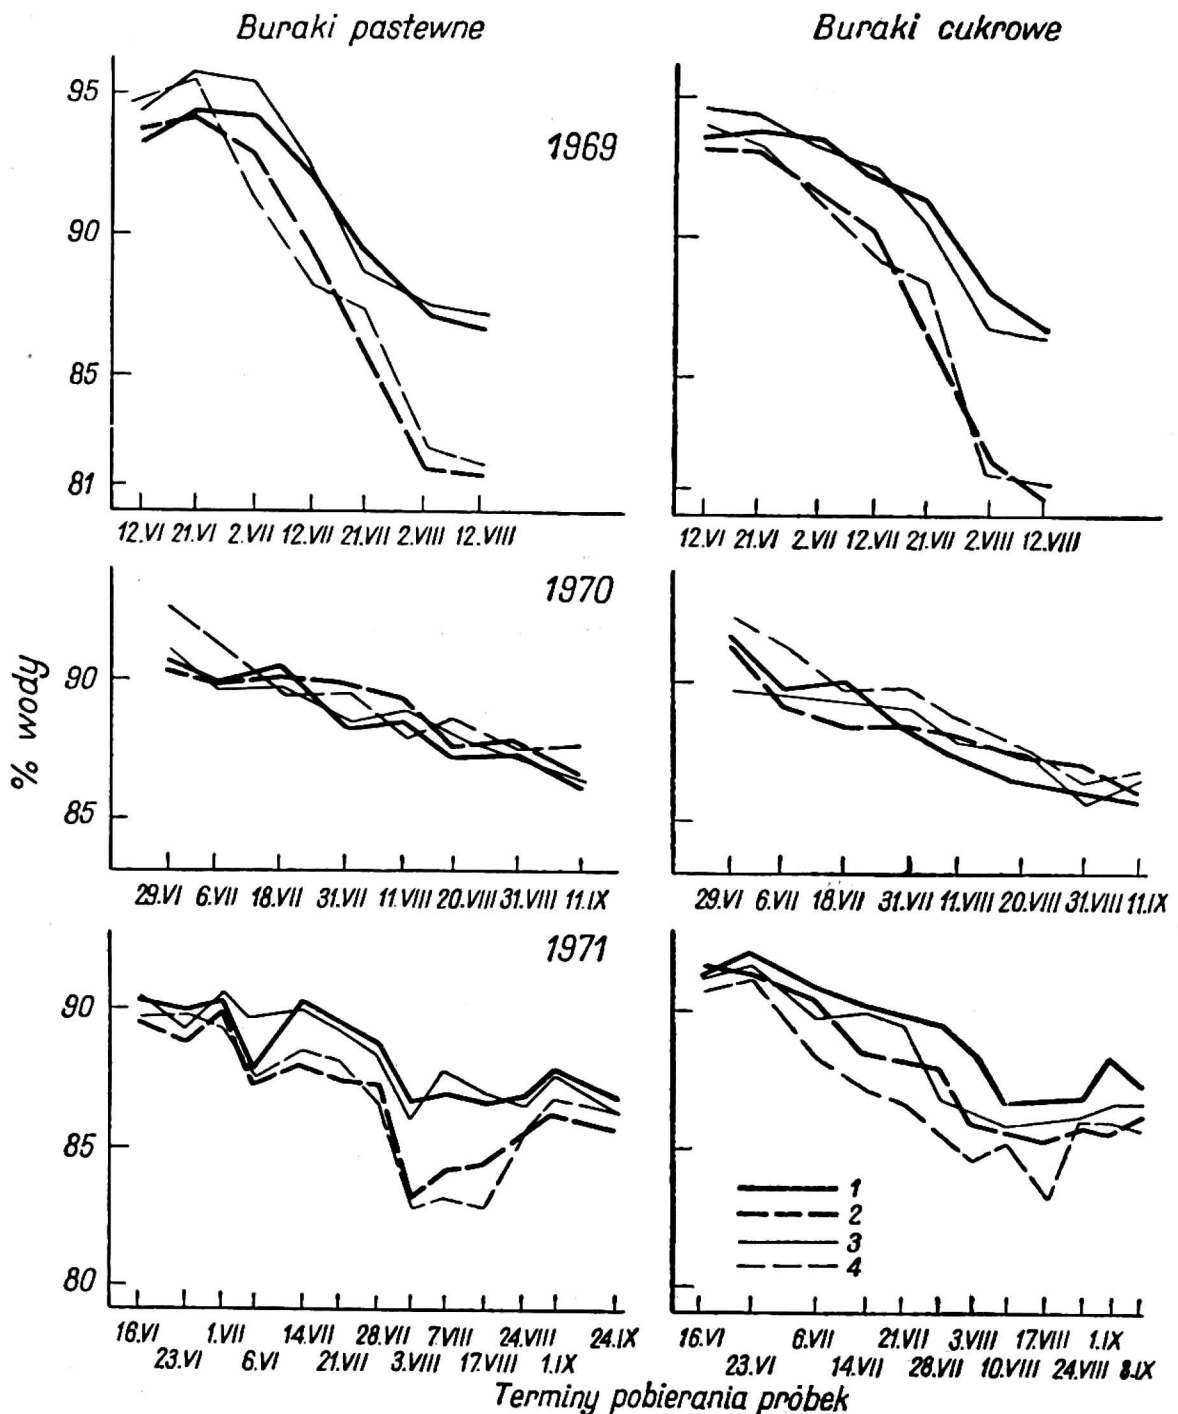 Buraki pastewne
Buraki cukrowe
1969
95
90
85
81
12.VI 21.VI 2.VII 12.VII 21.VII 2.VIII 12.VIII
12.VI 21.VI 2.VII 12.VII 21.VII 2.VIII 12.VIII
1970
% wody
90
85
29.VI 6.VII 18.VII 31.VII 11.VIII 20.VIII 31.VIII 11.IX
29.VI 6.VII 18.VII 31.VII 11.VIII 20.VIII 31.VIII 11.IX
1971
90
85
80
1
2
3
4
16.VI 1.VII 14.VII 28.VII 7.VIII 24.VIII 24.IX
23.VI 6.VI 21.VII 3.VIII 17.VIII 1.IX
16.VI 6.VII 21.VII 3.VIII 17.VIII 1.IX
23.VI 14.VII 28.VII 10.VIII 24.VIII 8.IX
Terminy pobierania próbek